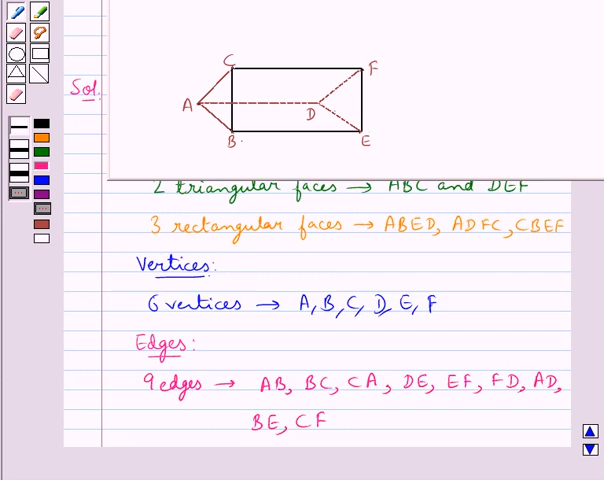 C
F
Sol.
A
D
B
E
2 triangular faces → ABC and DEF
3 rectangular faces → ABED, ADFC, CBEF
Vertices:
6 vertices → A, B, C, D, E, F
Edges:
9 edges → AB, BC, CA, DE, EF, FD, AD,
BE, CF